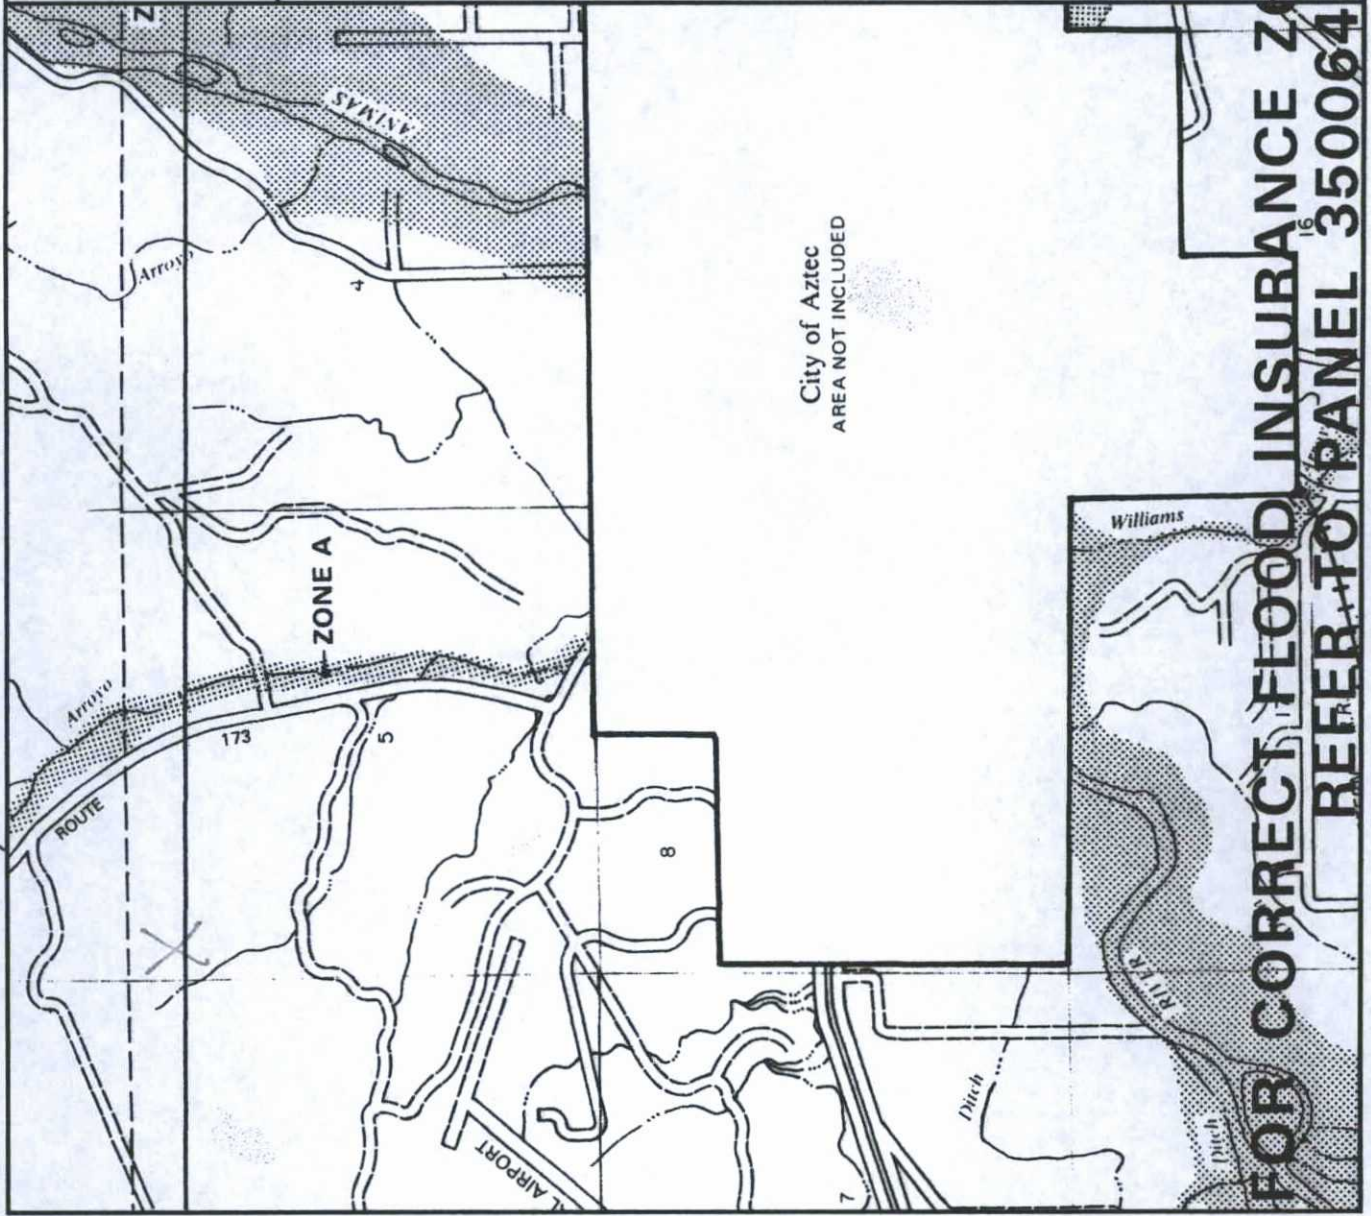 ANIMAS
Arroyo
4
City of Aztec
AREA NOT INCLUDED
16
ZONE A
Williams
Arroyo
173
ROUTE
5
8
RIVER
Ditch
Ditch
AIRPORT
7
FOR CORRECT FLOOD INSURANCE
REFER TO PANEL 350064